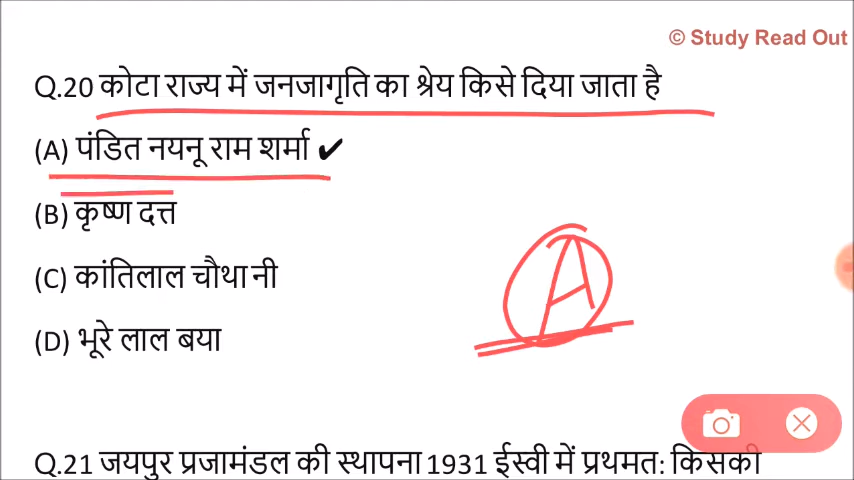 © Study Read Out
Q.20 कोटा राज्य में जनजागृति का श्रेय किसे दिया जाता है
(A) पंडित नयनू राम शर्मा ✔
(B) कृष्ण दत्त
(C) कांतिलाल चौथानी
(D) भूरे लाल बया
A
Q.21 जयपुर प्रजामंडल की स्थापना 1931 ईस्वी में प्रथमत: किसकी